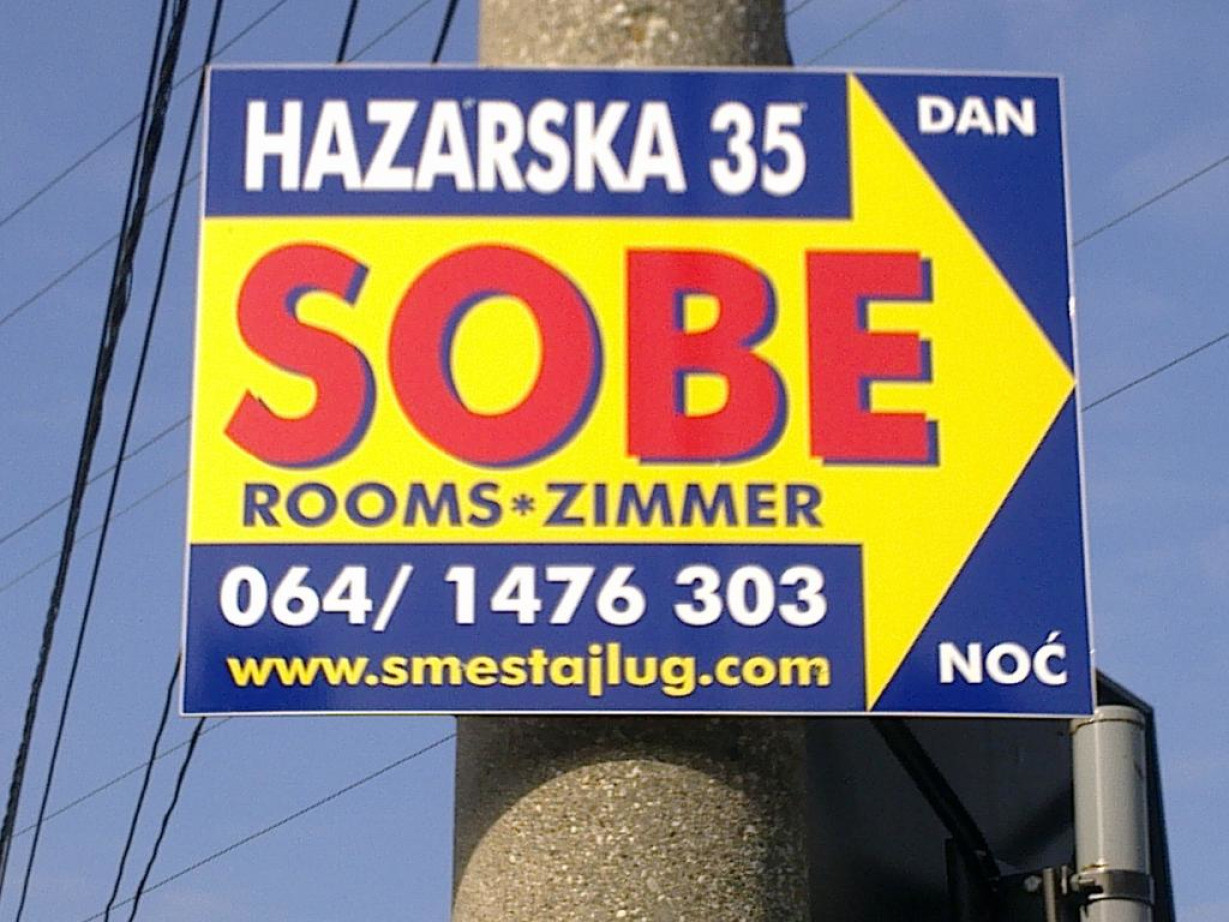 HAZARSKA 35
DAN
SOBE
ROOMS*ZIMMER
064/ 1476 303
www.smestajlug.com
NOĆ